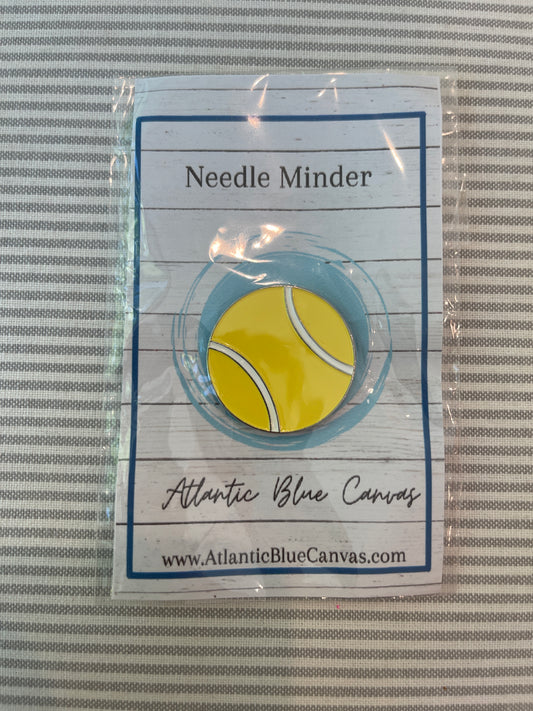 Needle Minder
Atlantic Blue Canvas
www.AtlanticBlueCanvas.com